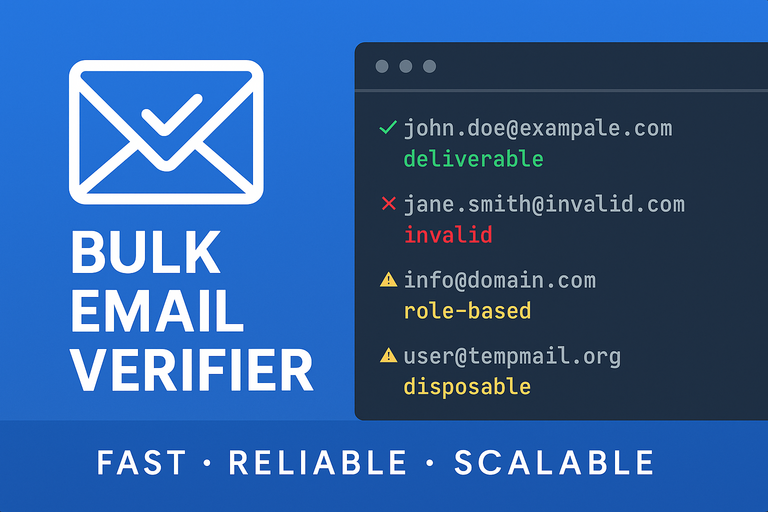 BULK
EMAIL
VERIFIER
john.doe@exampale.com
deliverable
jane.smith@invalid.com
invalid
info@domain.com
role-based
user@tempmail.org
disposable
FAST · RELIABLE · SCALABLE